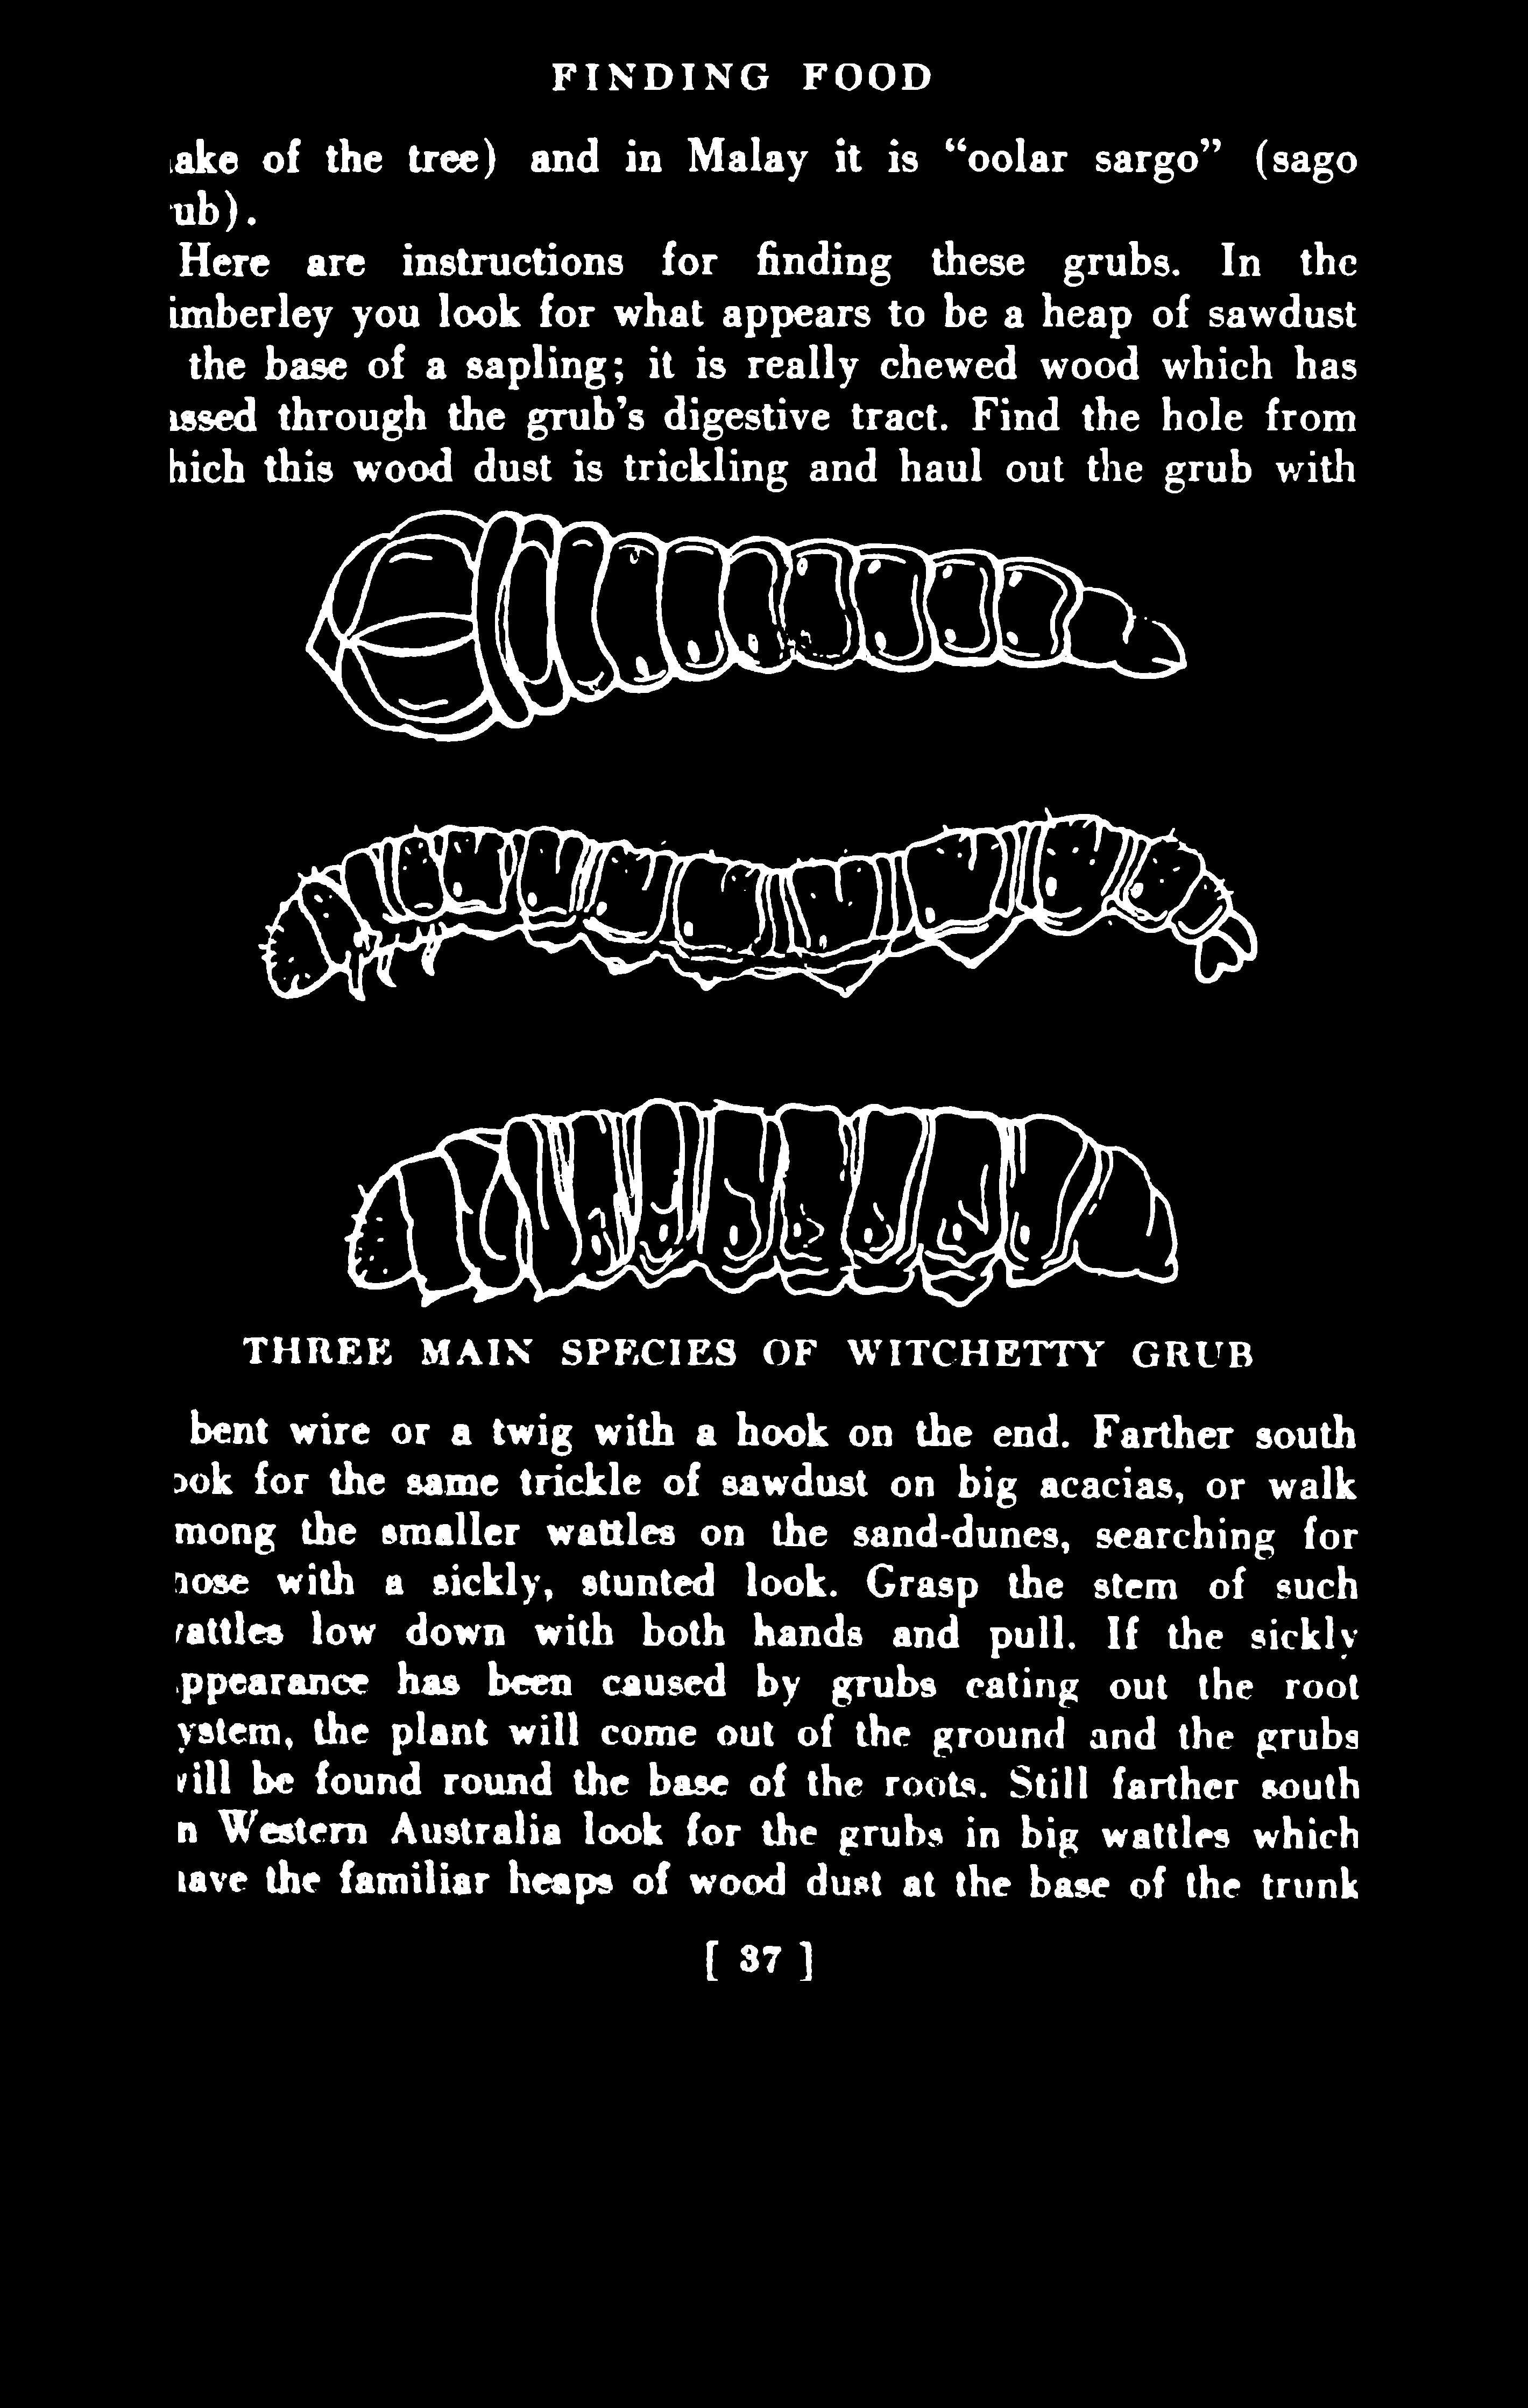 FINDING FOOD
ake of the tree) and in Malay it is “oolar sargo” (sago
ub).
Here are instructions for finding these grubs. In the
imberley you look for what appears to be a heap of sawdust
the base of a sapling; it is really chewed wood which has
ssed through the grub’s digestive tract. Find the hole from
hich this wood dust is trickling and haul out the grub with
THREE MAIN SPECIES OF WITCHETTY GRUB
bent wire or a twig with a hook on the end. Farther south
ook for the same trickle of sawdust on big acacias, or walk
mong the smaller wattles on the sand-dunes, searching for
hose with a sickly, stunted look. Grasp the stem of such
attles low down with both hands and pull. If the sickly
ppearance has been caused by grubs eating out the root
ystem, the plant will come out of the ground and the grubs
vill be found round the base of the roots. Still farther south
n Western Australia look for the grubs in big wattles which
ave the familiar heaps of wood dust at the base of the trunk
[ 37 ]